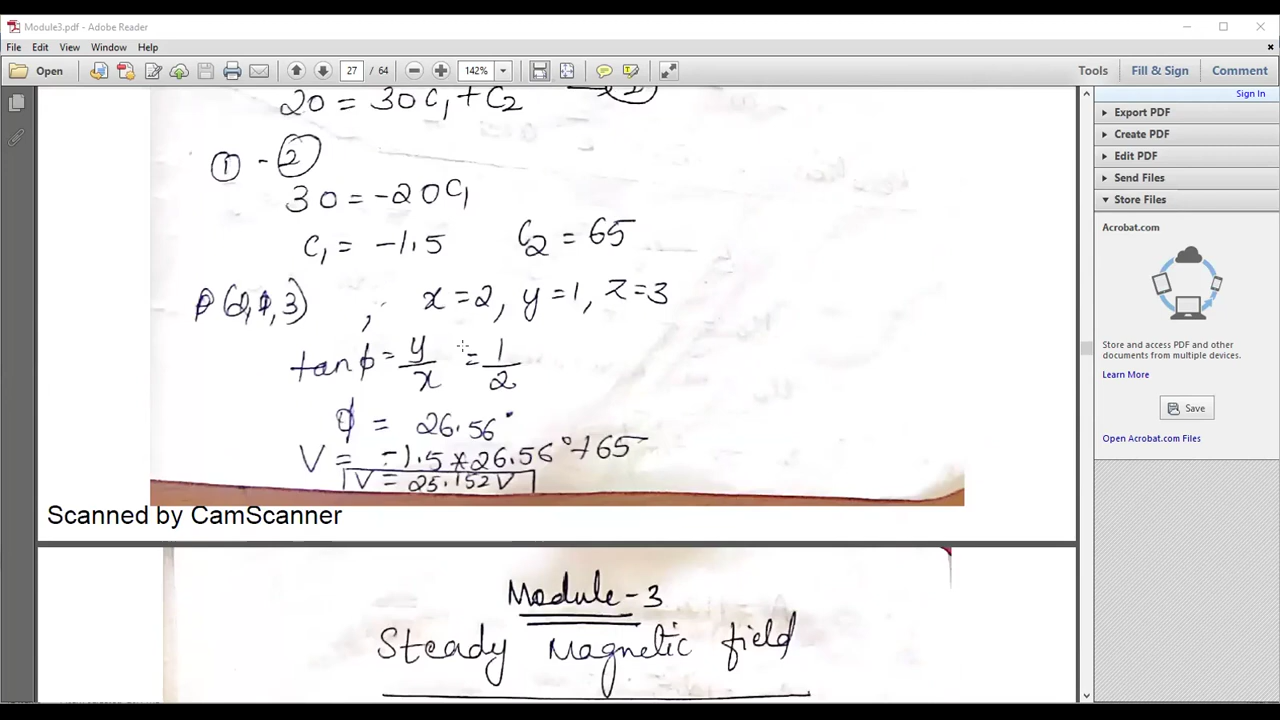 Module3.pdf - Adobe Reader
File Edit View Window Help
Open 27 / 64 142% Tools Fill & Sign Comment
Sign In
20 = 30C₁ + C₂
Export PDF
Create PDF
① - ②
Edit PDF
Send Files
30 = -20C₁
Store Files
C₁ = -1.5 C₂ = 65
Acrobat.com
P(2,1,3) , x=2, y=1, z=3
Store and access PDF and other
documents from multiple devices.
tanϕ = y/x = 1/2
Learn More
Save
ϕ = 26.56°
Open Acrobat.com Files
V = -1.5*26.56°+65
V = 25.152V
Scanned by CamScanner
Module-3
Steady Magnetic field